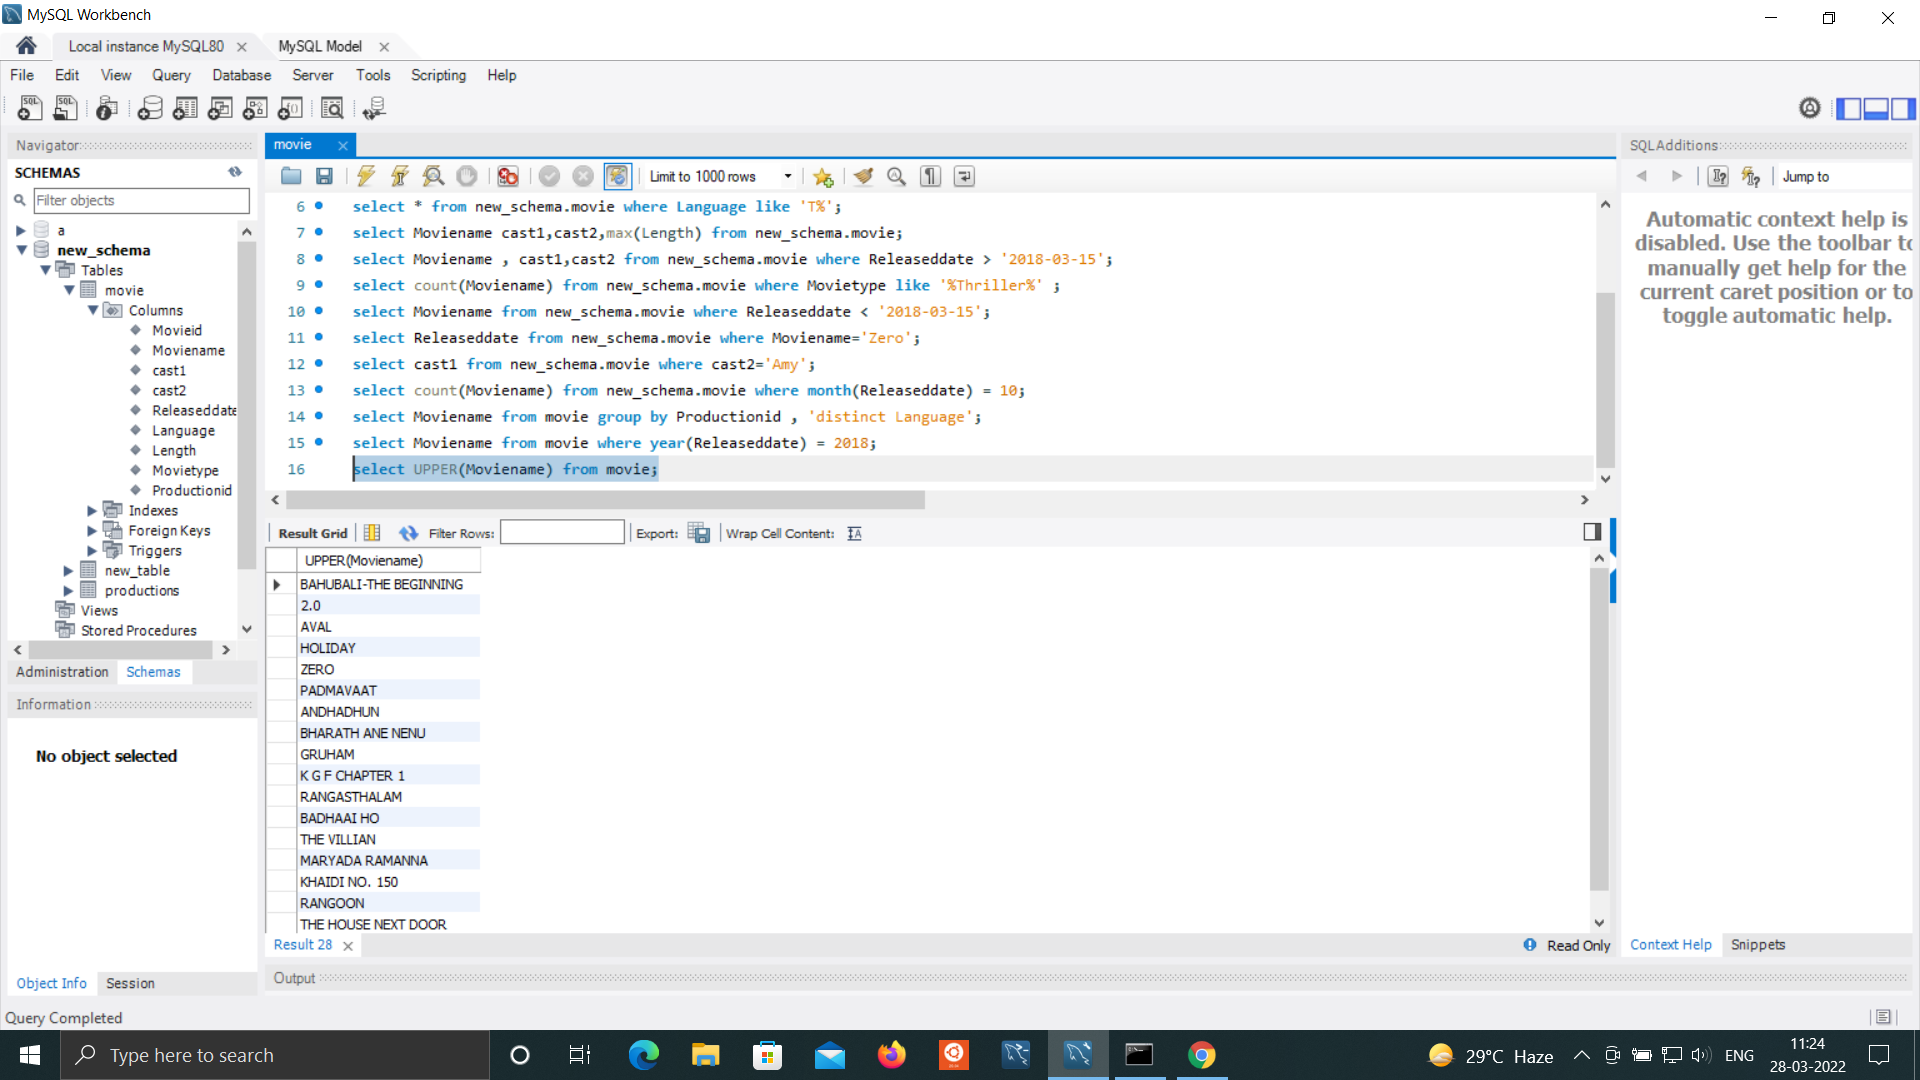 MySQL Workbench
Local instance MySQL80
MySQL Model
File Edit View Query Database Server Tools Scripting Help
Navigator
SCHEMAS
Filter objects
a
new_schema
Tables
movie
Columns
Movieid
Moviename
cast1
cast2
Releaseddate
Language
Length
Movietype
Productionid
Indexes
Foreign Keys
Triggers
new_table
productions
Views
Stored Procedures
Administration Schemas
Information
No object selected
Object Info Session
Query Completed
movie
Limit to 1000 rows
6 select * from new_schema.movie where Language like 'T%';
7 select Moviename cast1,cast2,max(Length) from new_schema.movie;
8 select Moviename , cast1,cast2 from new_schema.movie where Releaseddate > '2018-03-15';
9 select count(Moviename) from new_schema.movie where Movietype like '%Thriller%' ;
10 select Moviename from new_schema.movie where Releaseddate < '2018-03-15';
11 select Releaseddate from new_schema.movie where Moviename='Zero';
12 select cast1 from new_schema.movie where cast2='Amy';
13 select count(Moviename) from new_schema.movie where month(Releaseddate) = 10;
14 select Moviename from movie group by Productionid , 'distinct Language';
15 select Moviename from movie where year(Releaseddate) = 2018;
16 select UPPER(Moviename) from movie;
Result Grid Filter Rows: Export: Wrap Cell Content:
UPPER(Moviename)
BAHUBALI-THE BEGINNING
2.0
AVAL
HOLIDAY
ZERO
PADMAVAAT
ANDHADHUN
BHARATH ANE NENU
GRUHAM
K G F CHAPTER 1
RANGASTHALAM
BADHAAI HO
THE VILLIAN
MARYADA RAMANNA
KHAIDI NO. 150
RANGOON
THE HOUSE NEXT DOOR
Result 28
Read Only
Output
SQLAdditions
Jump to
Automatic context help is
disabled. Use the toolbar to
manually get help for the
current caret position or to
toggle automatic help.
Context Help Snippets
Type here to search
29°C Haze
ENG
11:24
28-03-2022